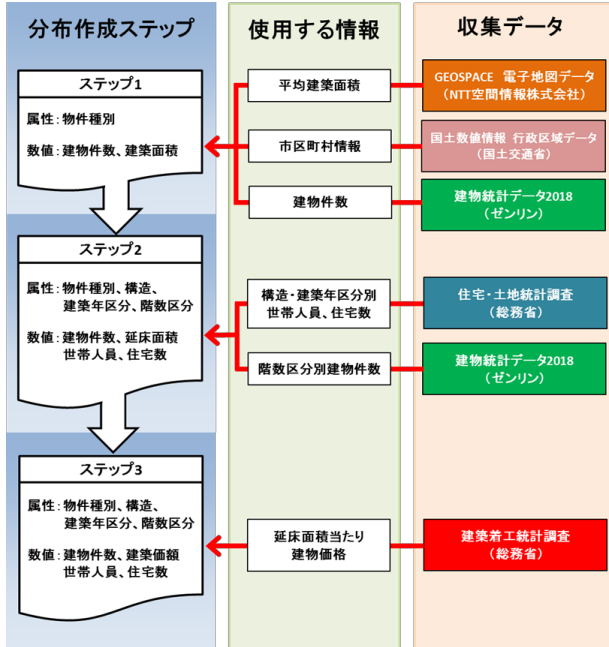 分布作成ステップ
使用する情報
収集データ
ステップ1
属性：物件種別
数値：建物件数、建築面積
平均建築面積
GEOSPACE 電子地図データ
（NTT空間情報株式会社）
市区町村情報
国土数値情報 行政区域データ
（国土交通省）
建物件数
建物統計データ2018
（ゼンリン）
ステップ2
属性：物件種別、構造、
建築年区分、階数区分
数値：建物件数、延床面積
世帯人員、住宅数
構造・建築年区分別
世帯人員、住宅数
住宅・土地統計調査
（総務省）
階数区分別建物件数
建物統計データ2018
（ゼンリン）
ステップ3
属性：物件種別、構造、
建築年区分、階数区分
数値：建物件数、建築価額
世帯人員、住宅数
延床面積当たり
建物価格
建築着工統計調査
（総務省）